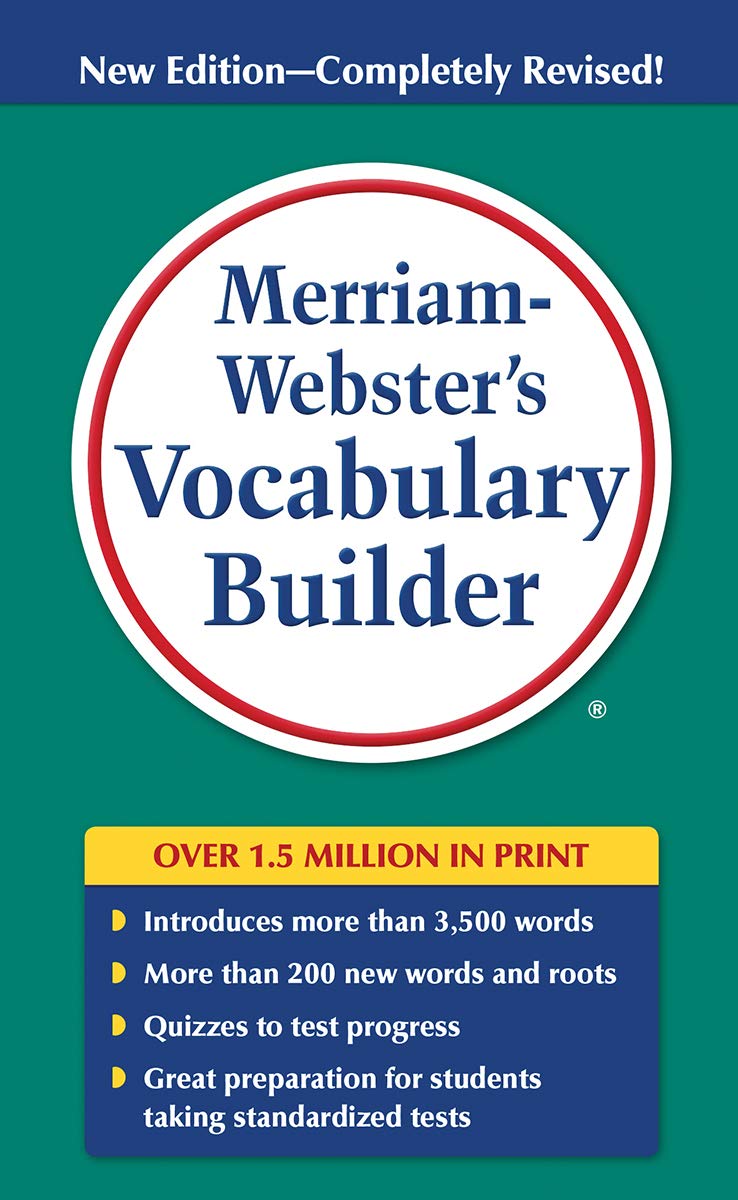 New Edition—Completely Revised!
Merriam-
Webster's
Vocabulary
Builder
®
OVER 1.5 MILLION IN PRINT
Introduces more than 3,500 words
More than 200 new words and roots
Quizzes to test progress
Great preparation for students
taking standardized tests